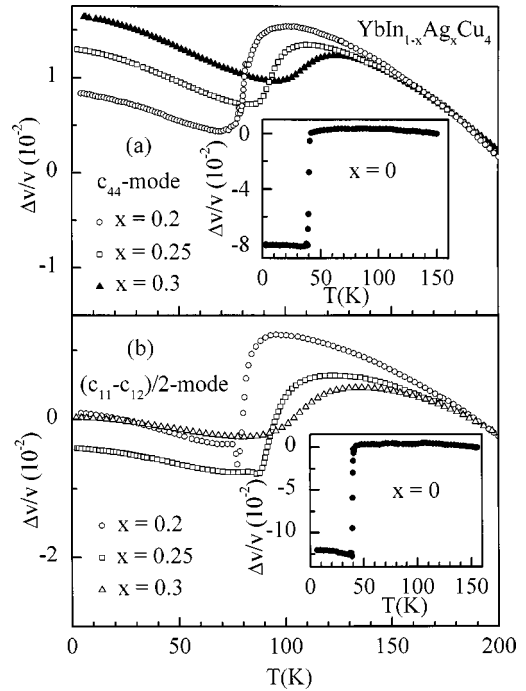 YbIn₁₋ₓAgₓCu₄
Δv/v (10⁻²)
1
0
-1
(a)
c₄₄-mode
x = 0.2
x = 0.25
x = 0.3
Δv/v (10⁻²)
0
-4
-8
x = 0
0 50 100 150
T(K)
(b)
(c₁₁-c₁₂)/2-mode
Δv/v (10⁻²)
0
-2
x = 0.2
x = 0.25
x = 0.3
Δv/v (10⁻²)
0
-5
-10
x = 0
0 50 100 150
T(K)
0 50 100 150 200
T(K)